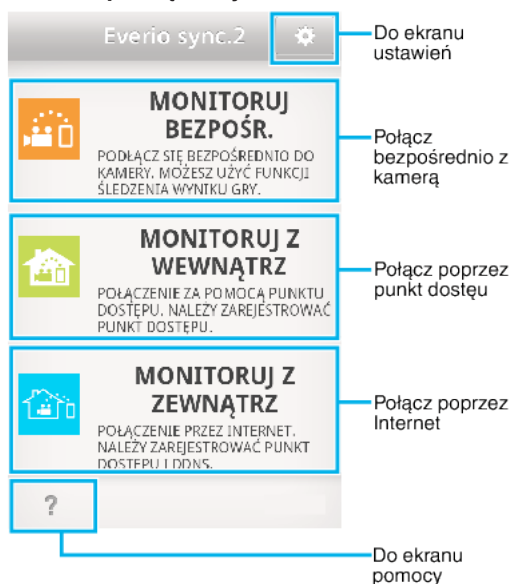 Everio sync.2
Do ekranu
ustawień
MONITORUJ
BEZPOŚR.
PODŁĄCZ SIĘ BEZPOŚREDNIO DO
KAMERY. MOŻESZ UŻYĆ FUNKCJI
ŚLEDZENIA WYNIKU GRY.
Połącz
bezpośrednio z
kamerą
MONITORUJ Z
WEWNĄTRZ
POŁĄCZENIE ZA POMOCĄ PUNKTU
DOSTĘPU. NALEŻY ZAREJESTROWAĆ
PUNKT DOSTĘPU.
Połącz poprzez
punkt dostęu
MONITORUJ Z
ZEWNĄTRZ
POŁĄCZENIE PRZEZ INTERNET.
NALEŻY ZAREJESTROWAĆ PUNKT
DOSTĘPU I DDNS.
Połącz poprzez
Internet
?
Do ekranu
pomocy